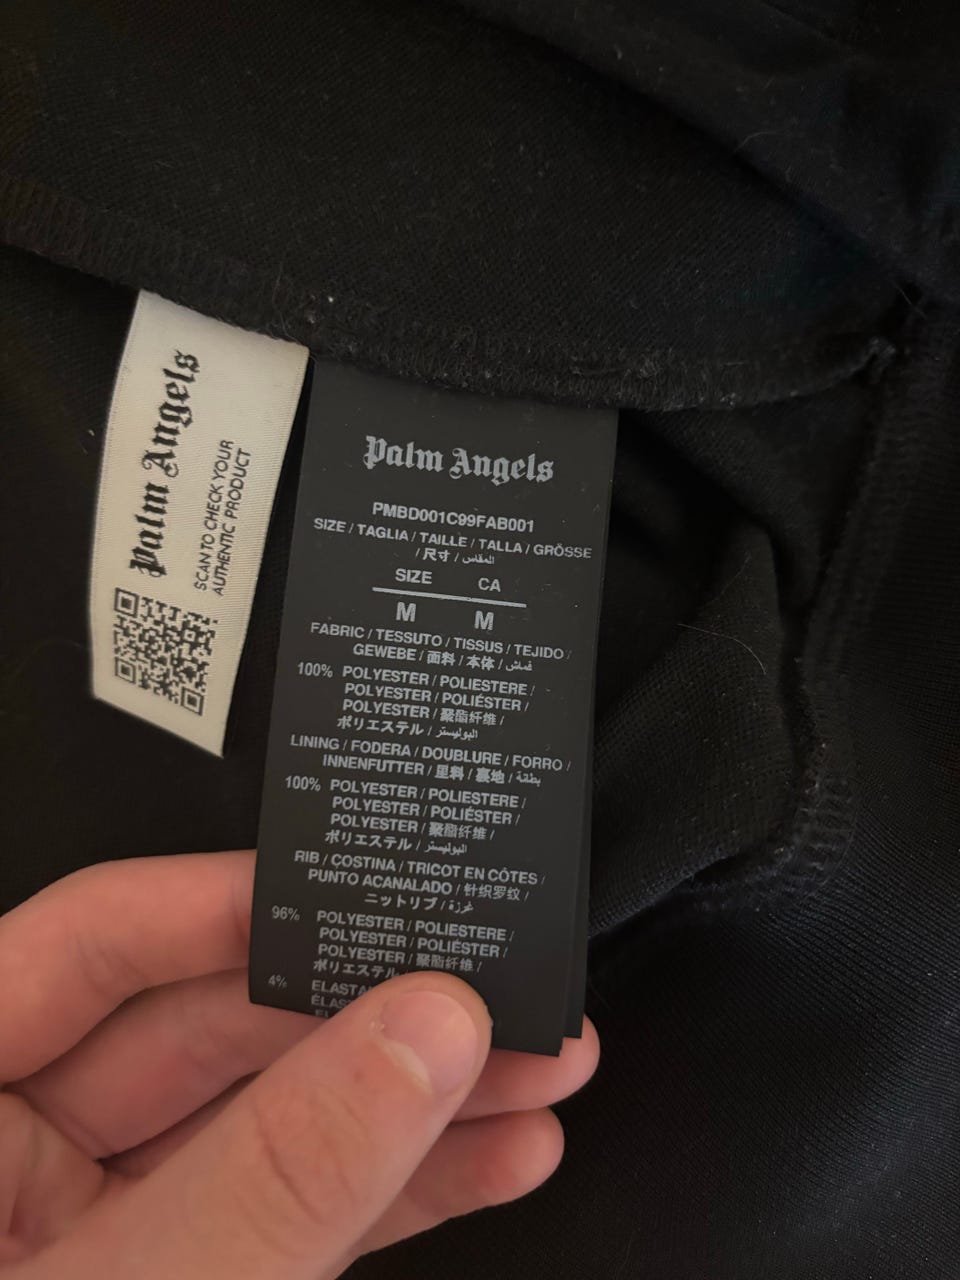 Palm Angels
SCAN TO CHECK YOUR
AUTHENTIC PRODUCT
Palm Angels
PMBD001C99FAB001
SIZE / TAGLIA / TAILLE / TALLA / GRÖSSE
/ 尺寸 / المقاس
SIZE CA
M M
FABRIC / TESSUTO / TISSUS / TEJIDO /
GEWEBE / 面料 / 本体 / قماش
100% POLYESTER / POLIESTERE /
POLYESTER / POLIÉSTER /
POLYESTER / 聚酯纤维 /
ポリエステル / البوليستر
LINING / FODERA / DOUBLURE / FORRO /
INNENFUTTER / 里料 / 裏地 / بطانة
100% POLYESTER / POLIESTERE /
POLYESTER / POLIÉSTER /
POLYESTER / 聚酯纤维 /
ポリエステル / البوليستر
RIB / COSTINA / TRICOT EN CÔTES /
PUNTO ACANALADO / 针织罗纹 /
ニットリブ / غرزة
96% POLYESTER / POLIESTERE /
POLYESTER / POLIÉSTER /
POLYESTER / 聚酯纤维 /
ポリエステル /
4%